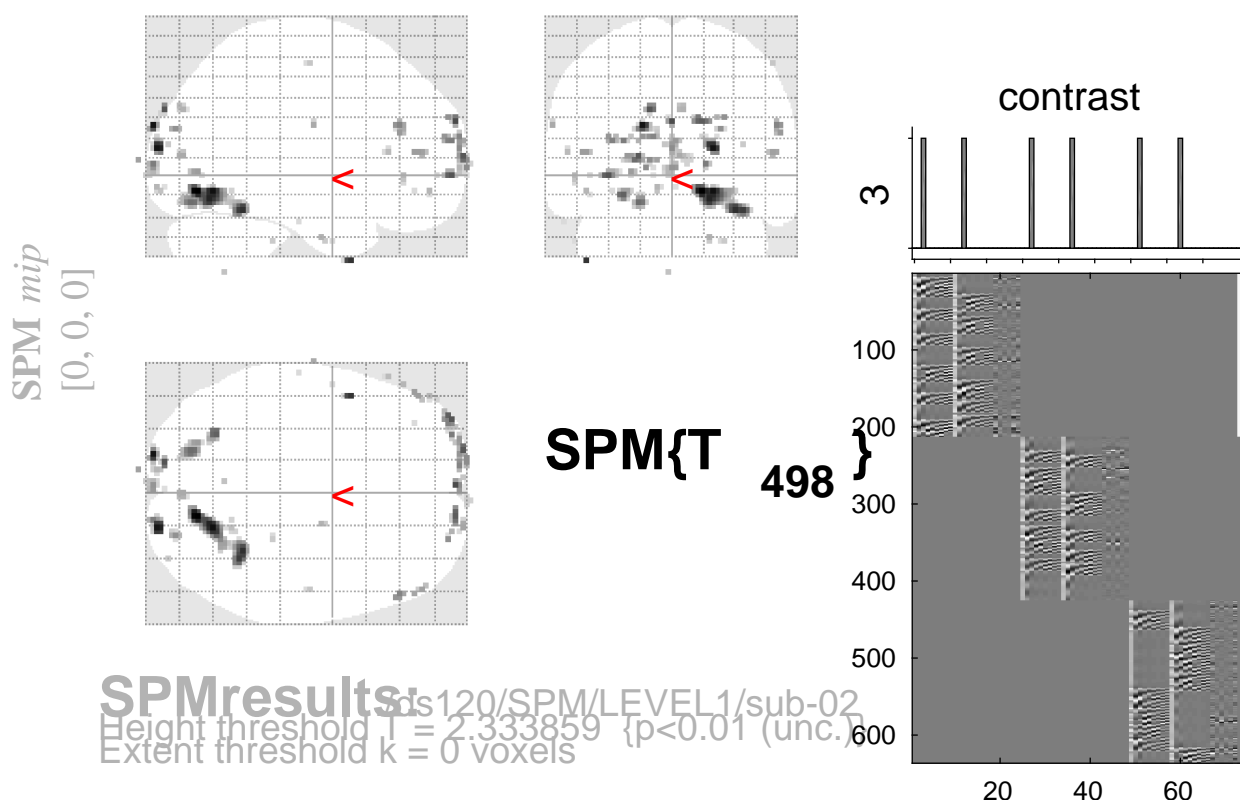 SPM mip
[0, 0, 0]
<
<
<
SPM{T 498 }
SPMresults: /ds120/SPM/LEVEL1/sub-02
Height threshold T = 2.333859 {p<0.01 (unc.)}
Extent threshold k = 0 voxels
contrast
3
100
200
300
400
500
600
20 40 60